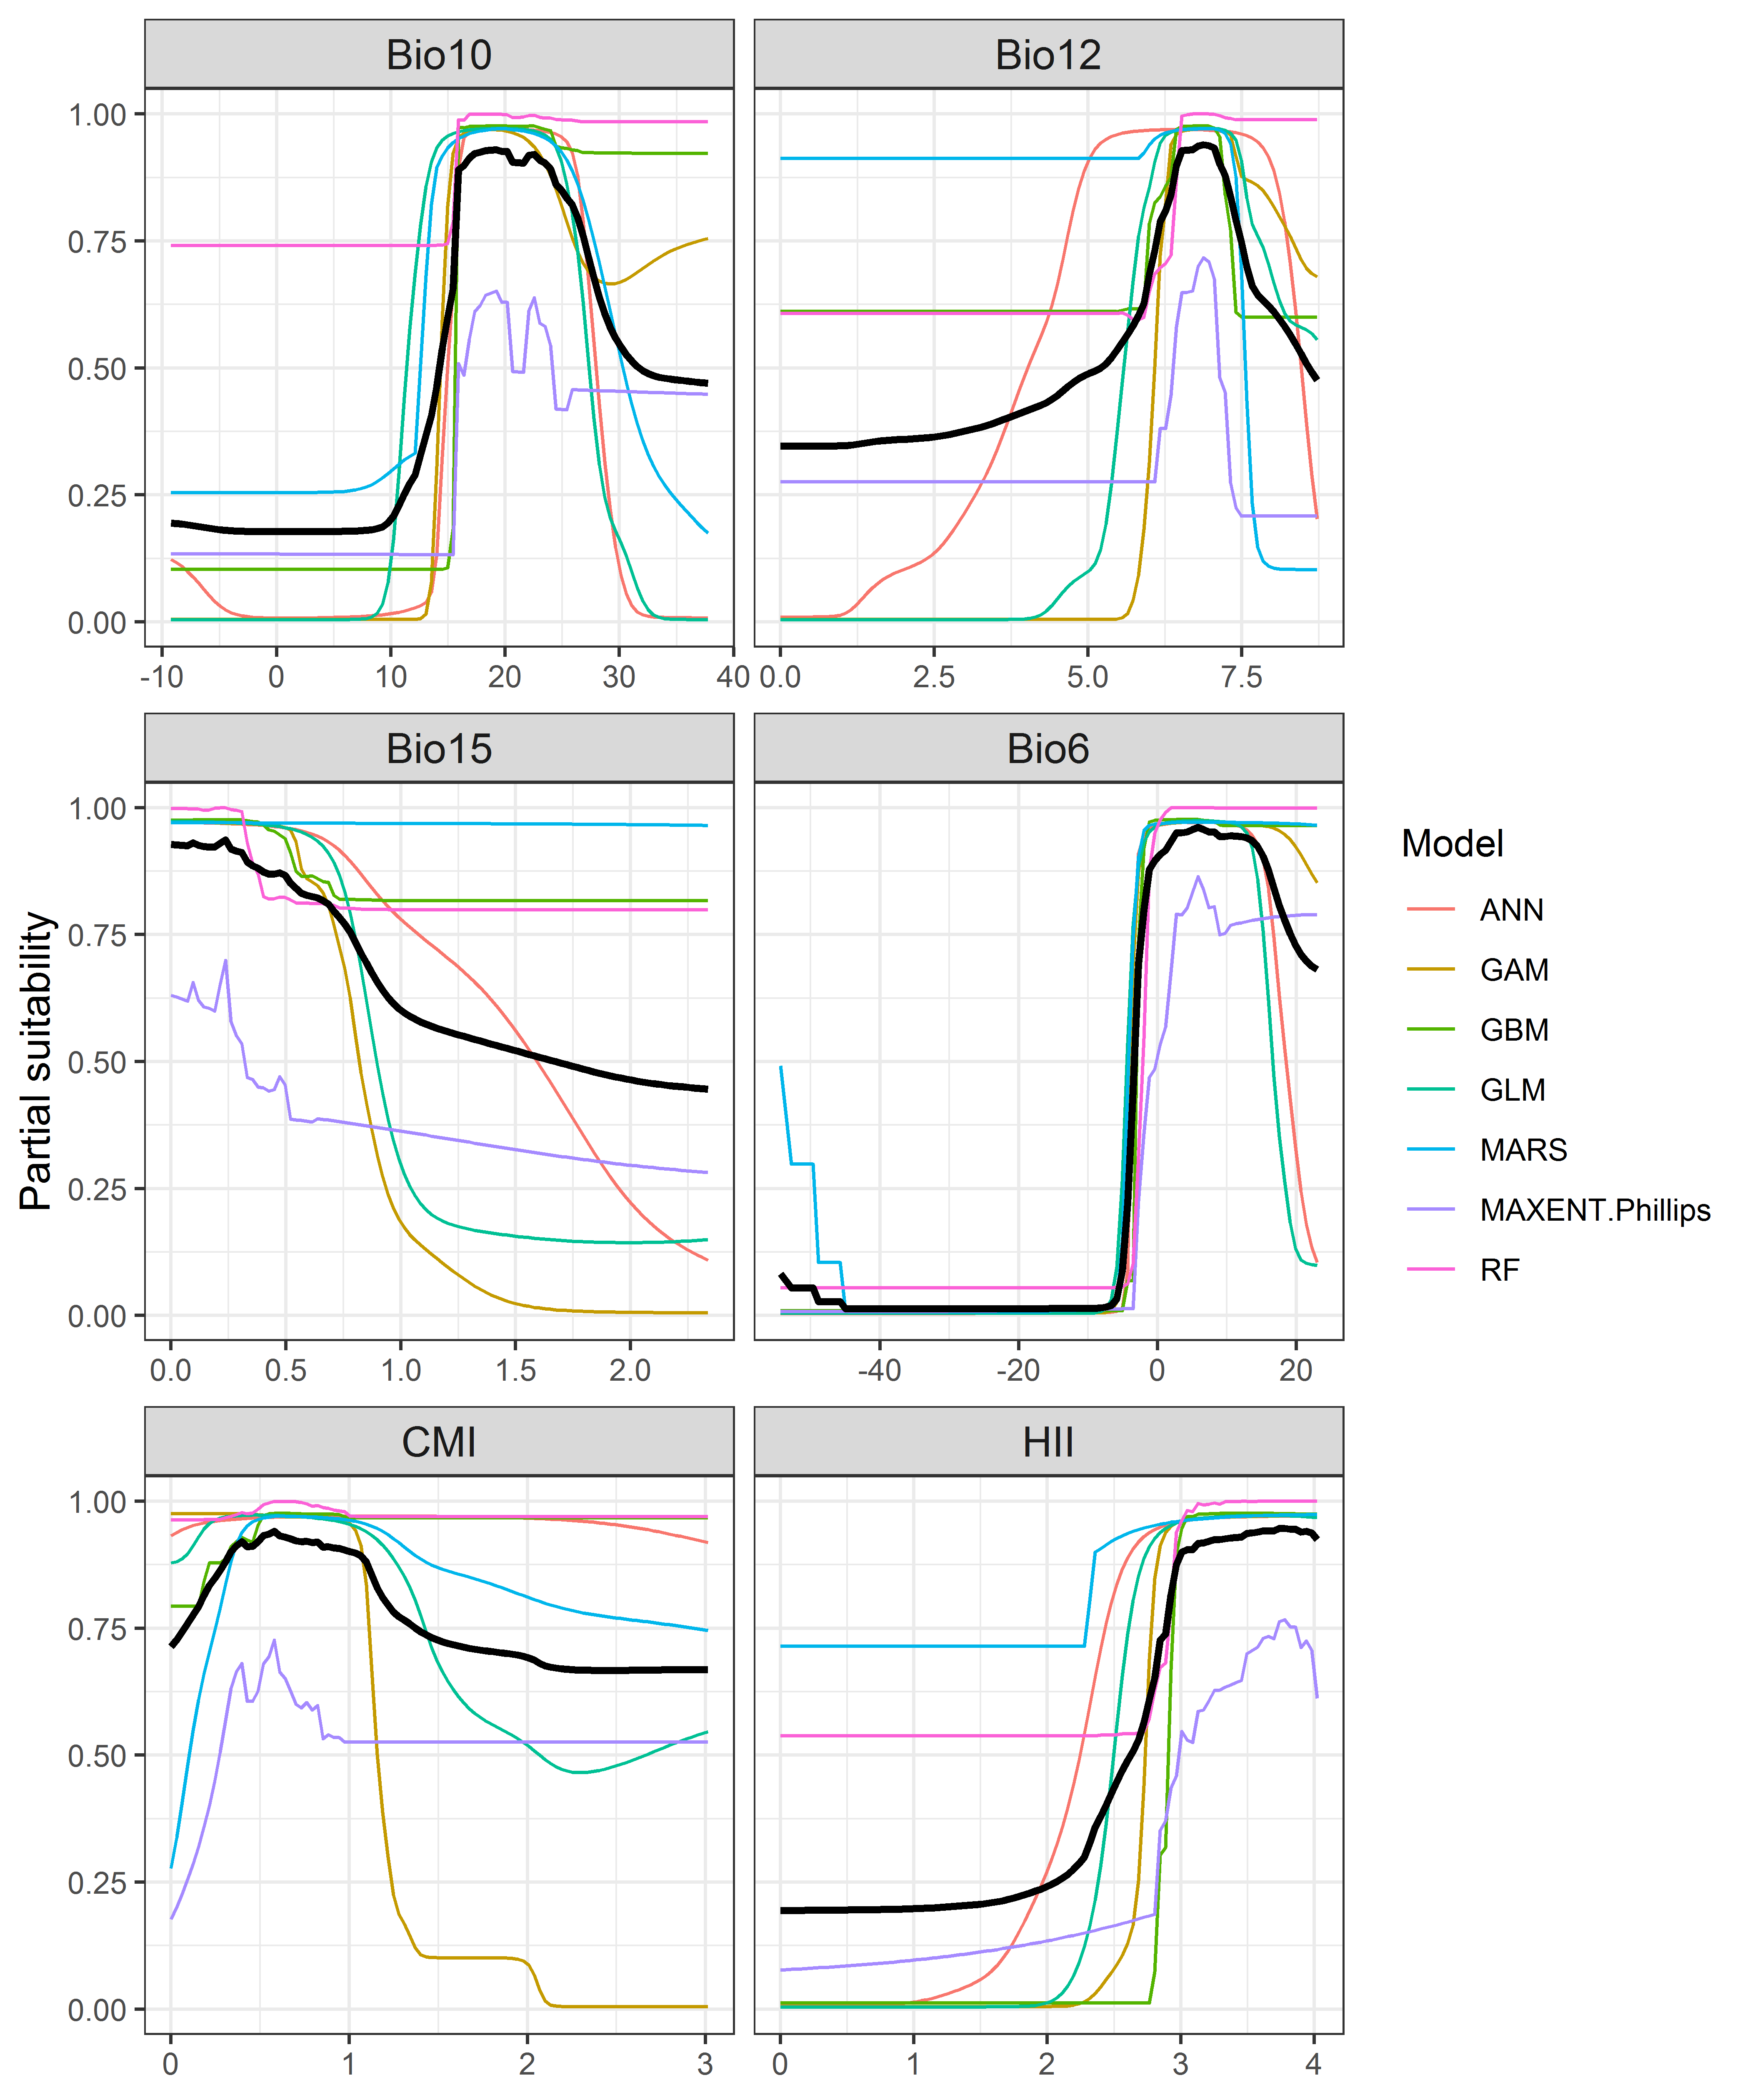 Bio10
Bio12
1.00
0.75
0.50
0.25
0.00
-10 0 10 20 30 40
0.0 2.5 5.0 7.5
Bio15
Bio6
1.00
0.75
0.50
0.25
0.00
0.0 0.5 1.0 1.5 2.0
-40 -20 0 20
CMI
HII
1.00
0.75
0.50
0.25
0.00
0 1 2 3
0 1 2 3 4
Partial suitability
Model
ANN
GAM
GBM
GLM
MARS
MAXENT.Phillips
RF